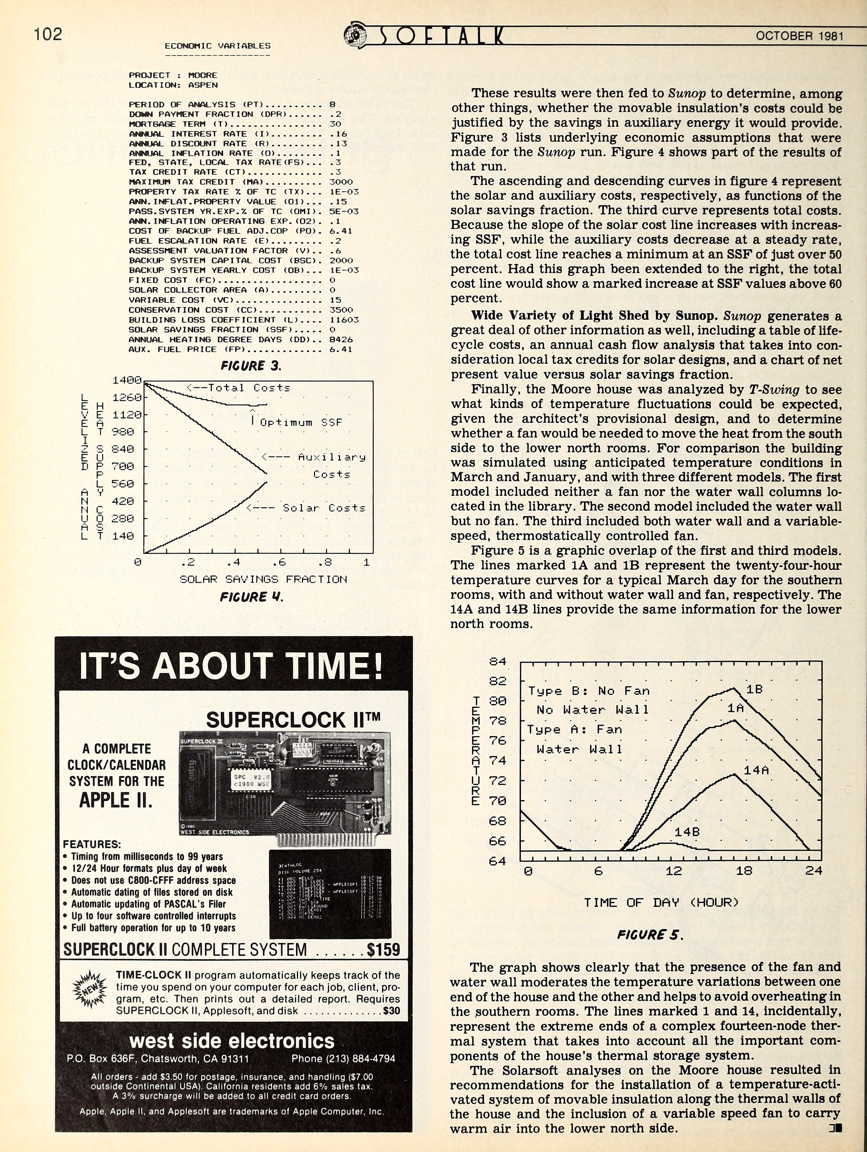 102
SOFTALK
OCTOBER 1981
ECONOMIC VARIABLES
PROJECT : MOORE
LOCATION: ASPEN
PERIOD OF ANALYSIS (PT).......... 8
DOWN PAYMENT FRACTION (DPR)...... .2
MORTGAGE TERM (T)................ 30
ANNUAL INTEREST RATE (I)......... .16
ANNUAL DISCOUNT RATE (R)......... .13
ANNUAL INFLATION RATE (O)........ .1
FED, STATE, LOCAL TAX RATE(FS)... .3
TAX CREDIT RATE (CT)............. .3
MAXIMUM TAX CREDIT (MA).......... 3000
PROPERTY TAX RATE % OF TC (TX)... 1E-03
ANN.INFLAT.PROPERTY VALUE (O1)... .15
PASS.SYSTEM YR.EXP.% OF TC (OMI). 5E-03
ANN.INFLATION OPERATING EXP.(O2). .1
COST OF BACKUP FUEL ADJ.COP (PO). 6.41
FUEL ESCALATION RATE (E)......... .2
ASSESSMENT VALUATION FACTOR (V).. .6
BACKUP SYSTEM CAPITAL COST (BSC). 2000
BACKUP SYSTEM YEARLY COST (OB)... 1E-03
FIXED COST (FC).................. 0
SOLAR COLLECTOR AREA (A)......... 0
VARIABLE COST (VC)............... 15
CONSERVATION COST (CC)........... 3500
BUILDING LOSS COEFFICIENT (L).... 11603
SOLAR SAVINGS FRACTION (SSF)..... 0
ANNUAL HEATING DEGREE DAYS (DD).. 8426
AUX. FUEL PRICE (FP)............. 6.41
FIGURE 3.
LEVELIZED ANNUAL
HEAT SUPPLY COST
1400
1260
1120
980
840
700
560
420
280
140
<--Total Costs
Optimum SSF
<--- Auxiliary
Costs
<--- Solar Costs
0 .2 .4 .6 .8 1
SOLAR SAVINGS FRACTION
FIGURE 4.
IT'S ABOUT TIME!
SUPERCLOCK II™
A COMPLETE
CLOCK/CALENDAR
SYSTEM FOR THE
APPLE II.
SUPERCLOCK II
SPC V2.0
c1980 WSE
WEST SIDE ELECTRONICS
FEATURES:
• Timing from milliseconds to 99 years
• 12/24 Hour formats plus day of week
• Does not use C800-CFFF address space
• Automatic dating of files stored on disk
• Automatic updating of PASCAL's Filer
• Up to four software controlled interrupts
• Full battery operation for up to 10 years
DISK VOLUME 254
SUPERCLOCK II COMPLETE SYSTEM ...... $159
NEW
TIME-CLOCK II program automatically keeps track of the
time you spend on your computer for each job, client, pro-
gram, etc. Then prints out a detailed report. Requires
SUPERCLOCK II, Applesoft, and disk ..............$30
west side electronics
P.O. Box 636F, Chatsworth, CA 91311 Phone (213) 884-4794
All orders - add $3.50 for postage, insurance, and handling ($7.00
outside Continental USA). California residents add 6% sales tax.
A 3% surcharge will be added to all credit card orders.
Apple, Apple II, and Applesoft are trademarks of Apple Computer, Inc.
These results were then fed to Sunop to determine, among
other things, whether the movable insulation's costs could be
justified by the savings in auxiliary energy it would provide.
Figure 3 lists underlying economic assumptions that were
made for the Sunop run. Figure 4 shows part of the results of
that run.
The ascending and descending curves in figure 4 represent
the solar and auxiliary costs, respectively, as functions of the
solar savings fraction. The third curve represents total costs.
Because the slope of the solar cost line increases with increas-
ing SSF, while the auxiliary costs decrease at a steady rate,
the total cost line reaches a minimum at an SSF of just over 50
percent. Had this graph been extended to the right, the total
cost line would show a marked increase at SSF values above 60
percent.
Wide Variety of Light Shed by Sunop. Sunop generates a
great deal of other information as well, including a table of life-
cycle costs, an annual cash flow analysis that takes into con-
sideration local tax credits for solar designs, and a chart of net
present value versus solar savings fraction.
Finally, the Moore house was analyzed by T-Swing to see
what kinds of temperature fluctuations could be expected,
given the architect's provisional design, and to determine
whether a fan would be needed to move the heat from the south
side to the lower north rooms. For comparison the building
was simulated using anticipated temperature conditions in
March and January, and with three different models. The first
model included neither a fan nor the water wall columns lo-
cated in the library. The second model included the water wall
but no fan. The third included both water wall and a variable-
speed, thermostatically controlled fan.
Figure 5 is a graphic overlap of the first and third models.
The lines marked 1A and 1B represent the twenty-four-hour
temperature curves for a typical March day for the southern
rooms, with and without water wall and fan, respectively. The
14A and 14B lines provide the same information for the lower
north rooms.
TEMPERATURE
84
82
80
78
76
74
72
70
68
66
64
Type B: No Fan
No Water Wall
Type A: Fan
Water Wall
1B
1A
14A
14B
0 6 12 18 24
TIME OF DAY (HOUR)
FIGURE 5.
The graph shows clearly that the presence of the fan and
water wall moderates the temperature variations between one
end of the house and the other and helps to avoid overheating in
the southern rooms. The lines marked 1 and 14, incidentally,
represent the extreme ends of a complex fourteen-node ther-
mal system that takes into account all the important com-
ponents of the house's thermal storage system.
The Solarsoft analyses on the Moore house resulted in
recommendations for the installation of a temperature-acti-
vated system of movable insulation along the thermal walls of
the house and the inclusion of a variable speed fan to carry
warm air into the lower north side.